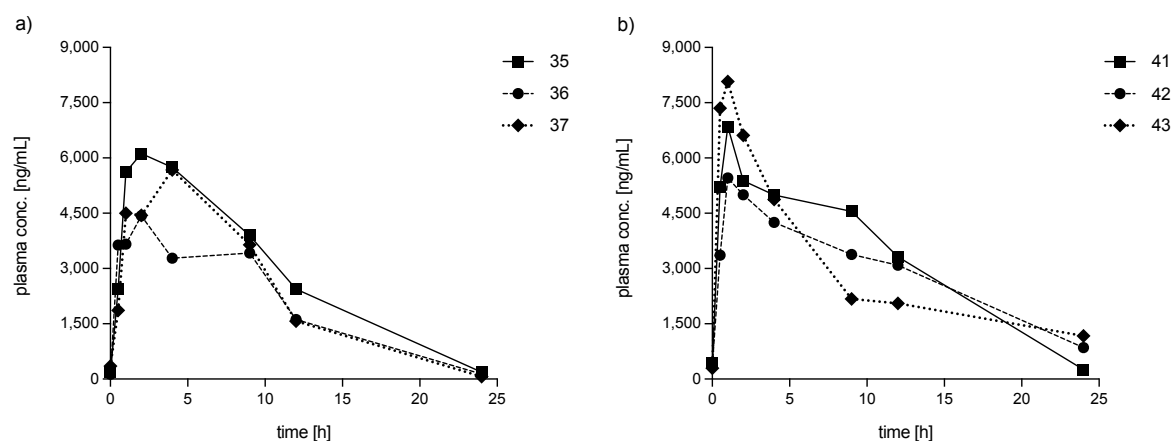 a)
9,000
7,500
6,000
4,500
3,000
1,500
0
plasma conc. [ng/mL]
0 5 10 15 20 25
time [h]
35
36
37
b)
9,000
7,500
6,000
4,500
3,000
1,500
0
plasma conc. [ng/mL]
0 5 10 15 20 25
time [h]
41
42
43